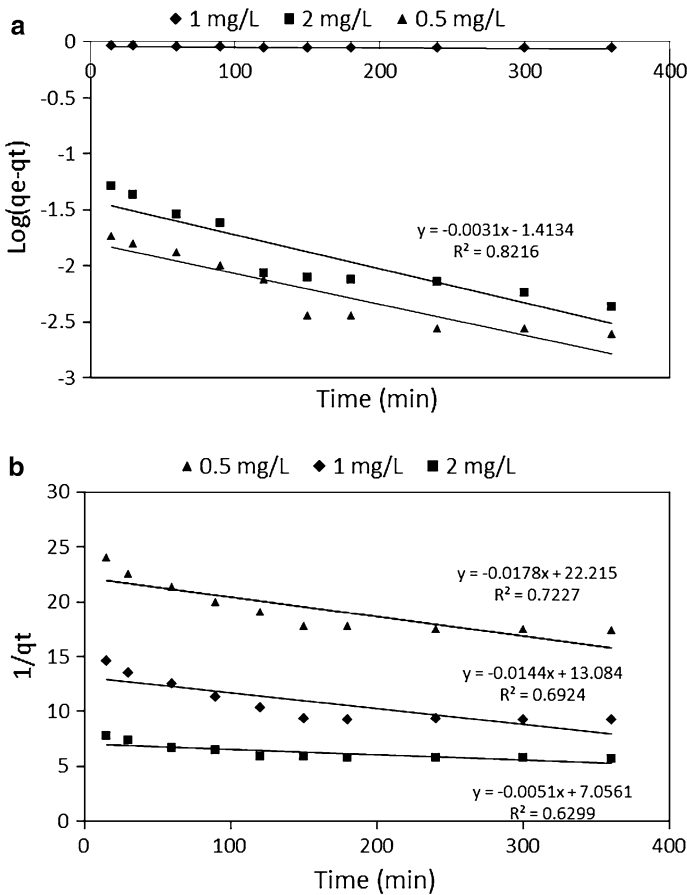 a
1 mg/L 2 mg/L 0.5 mg/L
0
0 100 200 300 400
-0.5
-1
-1.5
-2
-2.5
-3
Log(qe-qt)
y = -0.0031x - 1.4134
R² = 0.8216
Time (min)
b
0.5 mg/L 1 mg/L 2 mg/L
30
25
20
15
10
5
0
1/qt
y = -0.0178x + 22.215
R² = 0.7227
y = -0.0144x + 13.084
R² = 0.6924
y = -0.0051x + 7.0561
R² = 0.6299
0 100 200 300 400
Time (min)